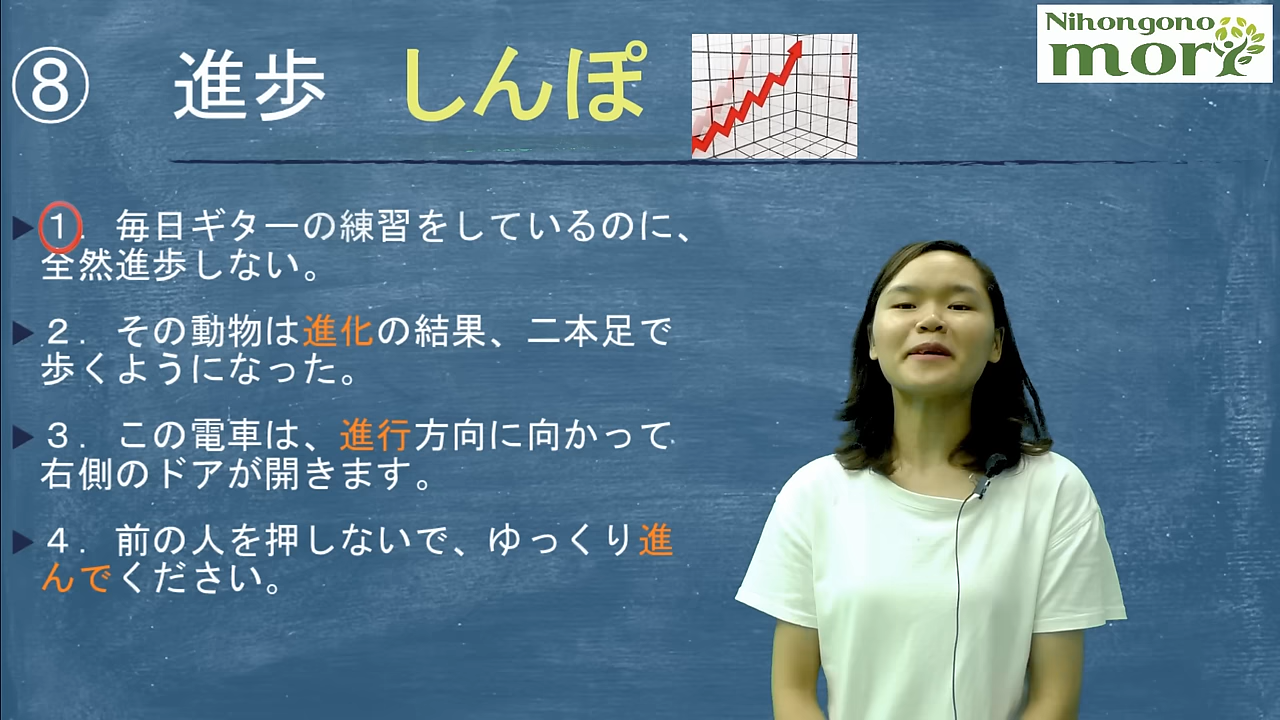 ⑧ 進歩 しんぽ
Nihongono
mori
１．毎日ギターの練習をしているのに、
全然進歩しない。
２．その動物は進化の結果、二本足で
歩くようになった。
３．この電車は、進行方向に向かって
右側のドアが開きます。
４．前の人を押しないで、ゆっくり進
んでください。